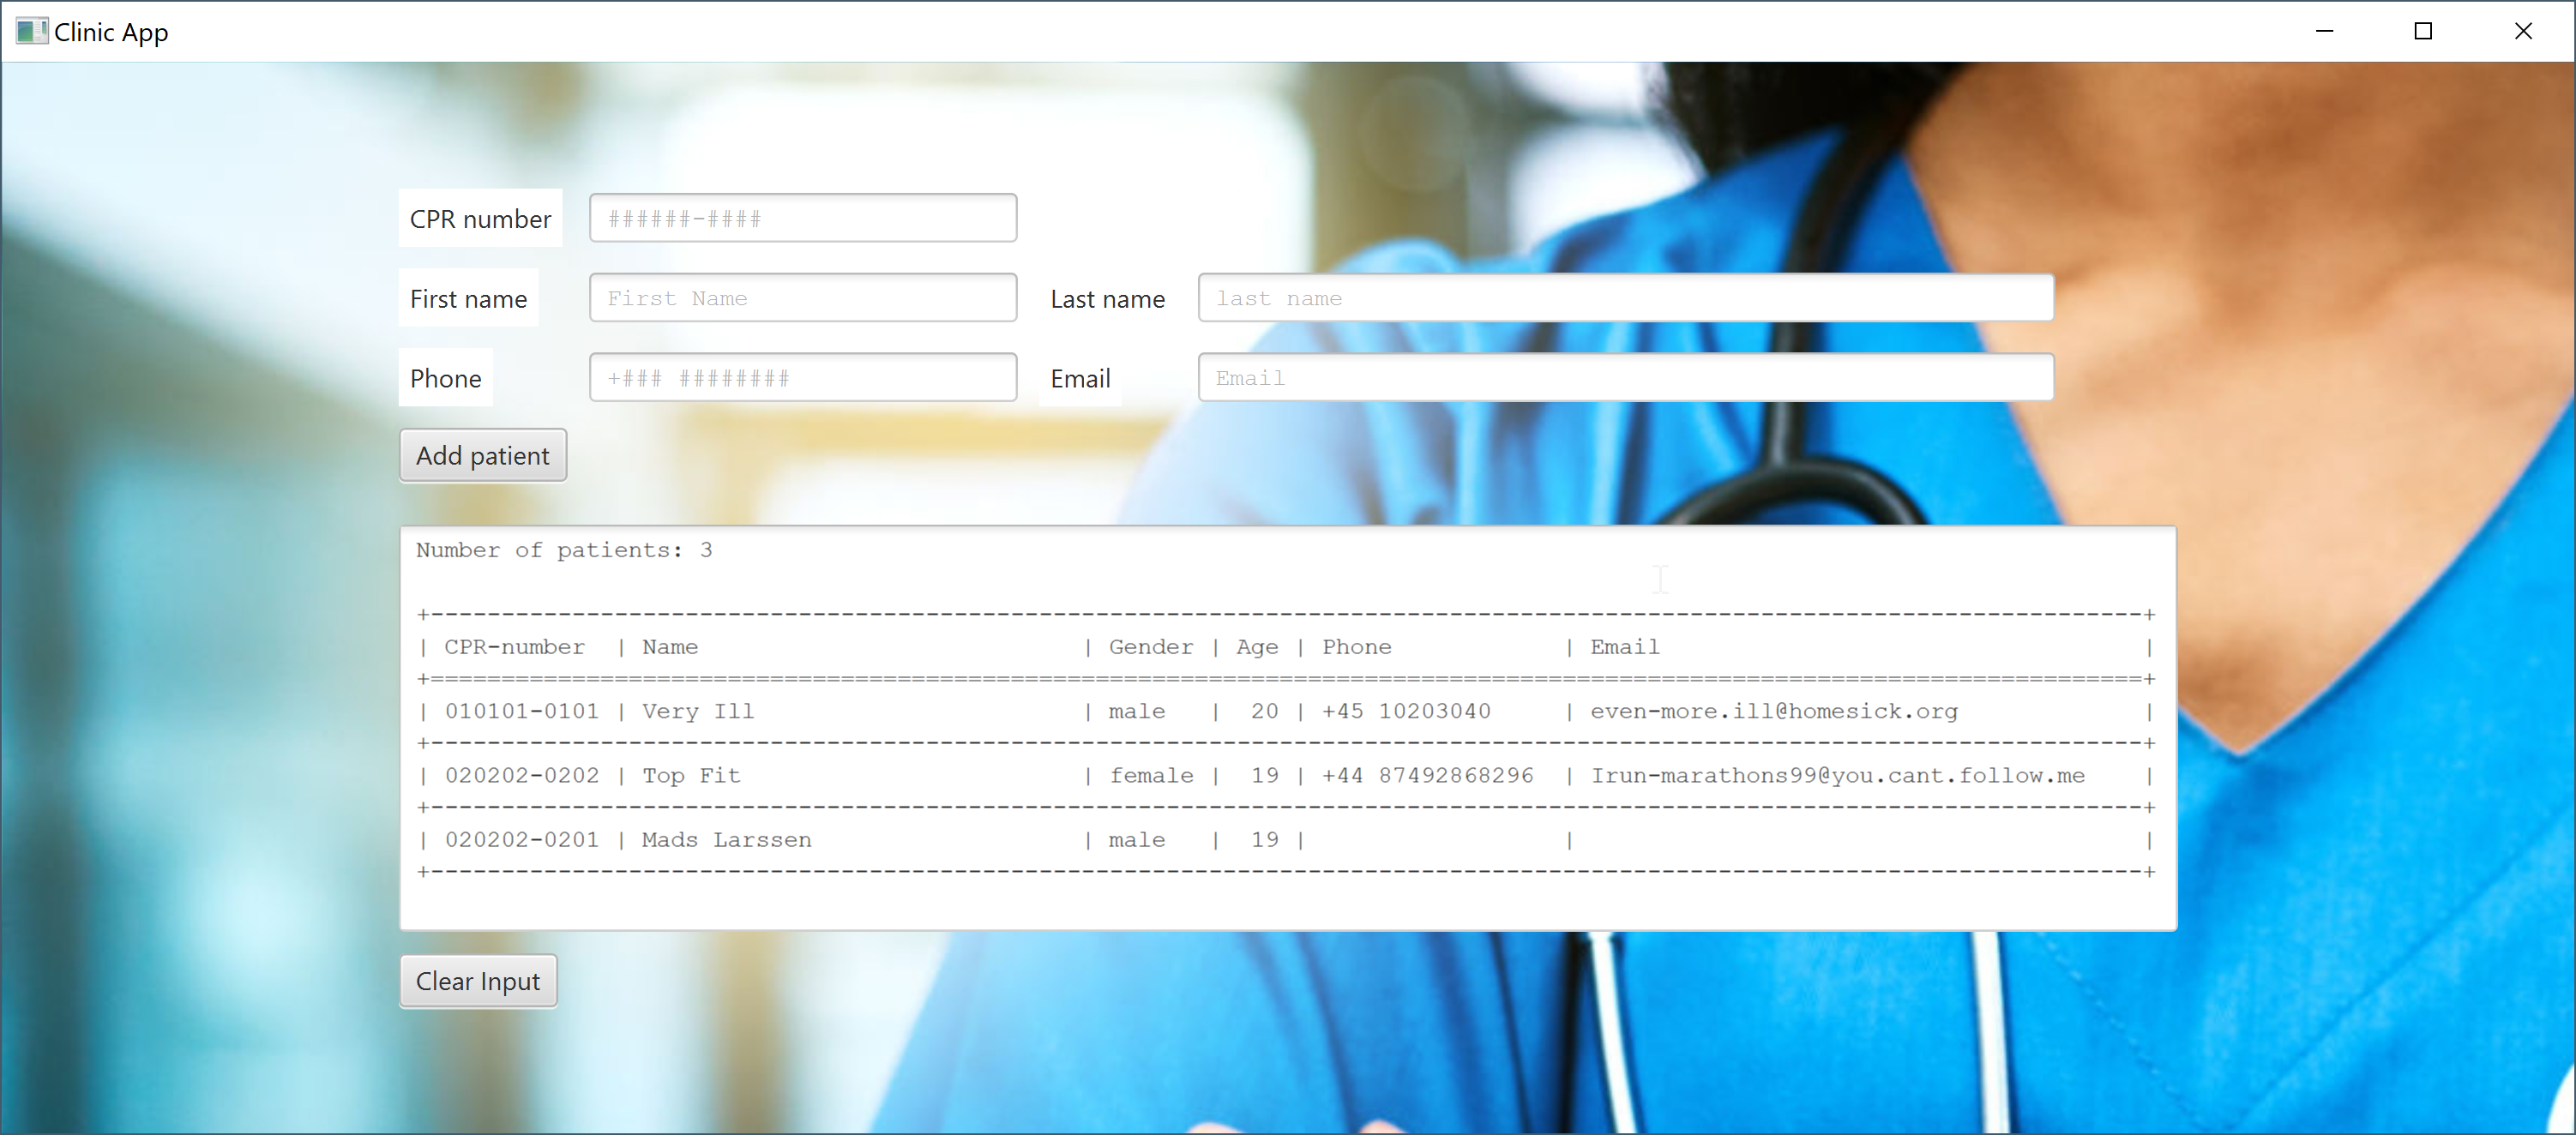 Clinic App
CPR number ######-####
First name First Name Last name last name
Phone +### ######## Email Email
Add patient
Number of patients: 3
| CPR-number | Name | Gender | Age | Phone | Email |
| 010101-0101 | Very Ill | male | 20 | +45 10203040 | even-more.ill@homesick.org |
| 020202-0202 | Top Fit | female | 19 | +44 87492868296 | Irun-marathons99@you.cant.follow.me |
| 020202-0201 | Mads Larssen | male | 19 | | |
Clear Input